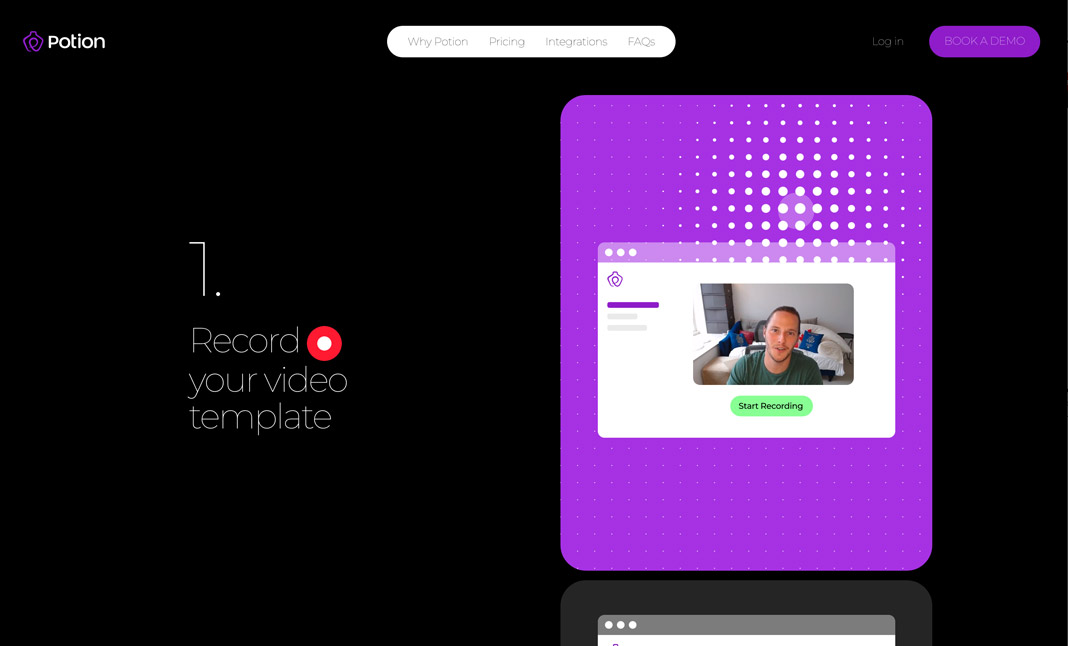 Potion
Why Potion Pricing Integrations FAQs
Log in
BOOK A DEMO
1.
Record
your video
template
Start Recording